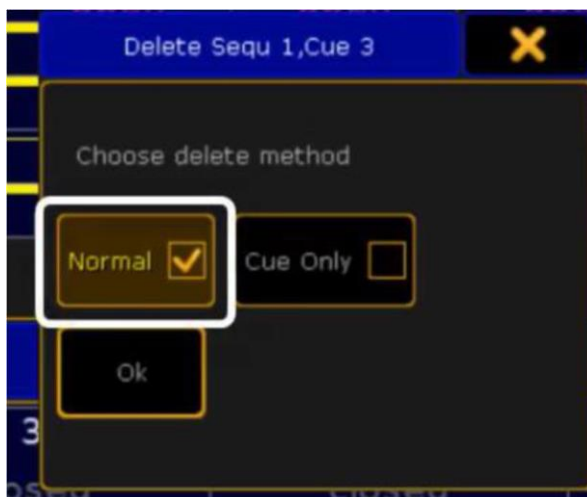 Delete Sequ 1,Cue 3
Choose delete method
Normal
Cue Only
Ok
3